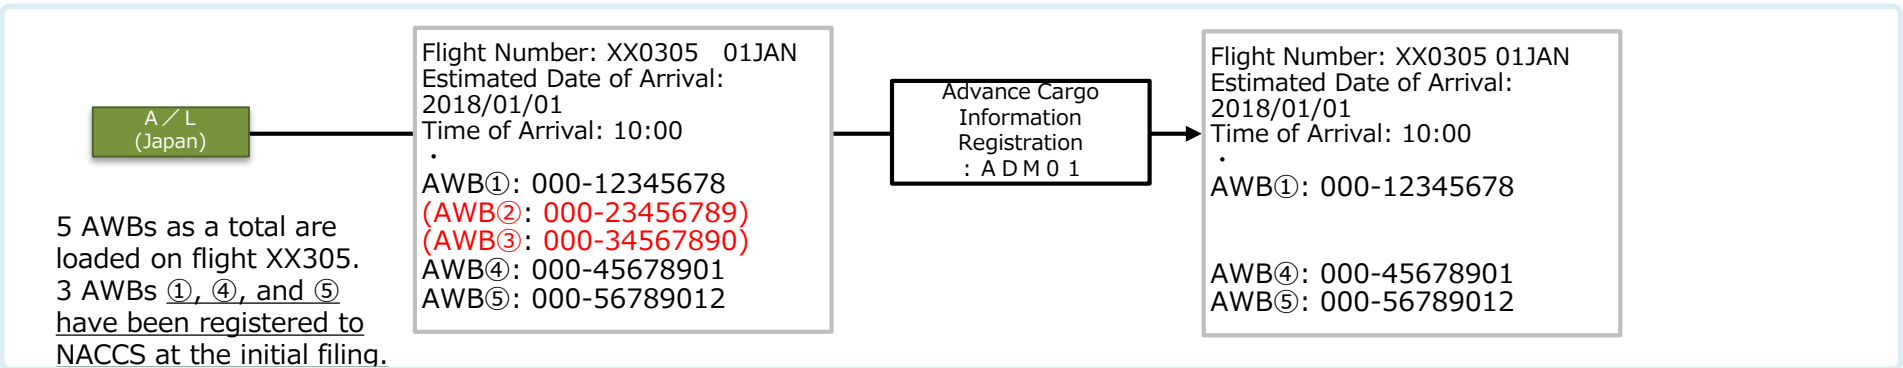 A／L
(Japan)
5 AWBs as a total are
loaded on flight XX305.
3 AWBs ①, ④, and ⑤
have been registered to
NACCS at the initial filing.
Flight Number: XX0305 01JAN
Estimated Date of Arrival:
2018/01/01
Time of Arrival: 10:00
・
AWB①: 000-12345678
(AWB②: 000-23456789)
(AWB③: 000-34567890)
AWB④: 000-45678901
AWB⑤: 000-56789012
Advance Cargo
Information
Registration
：ＡＤＭ０１
Flight Number: XX0305 01JAN
Estimated Date of Arrival:
2018/01/01
Time of Arrival: 10:00
・
AWB①: 000-12345678
AWB④: 000-45678901
AWB⑤: 000-56789012